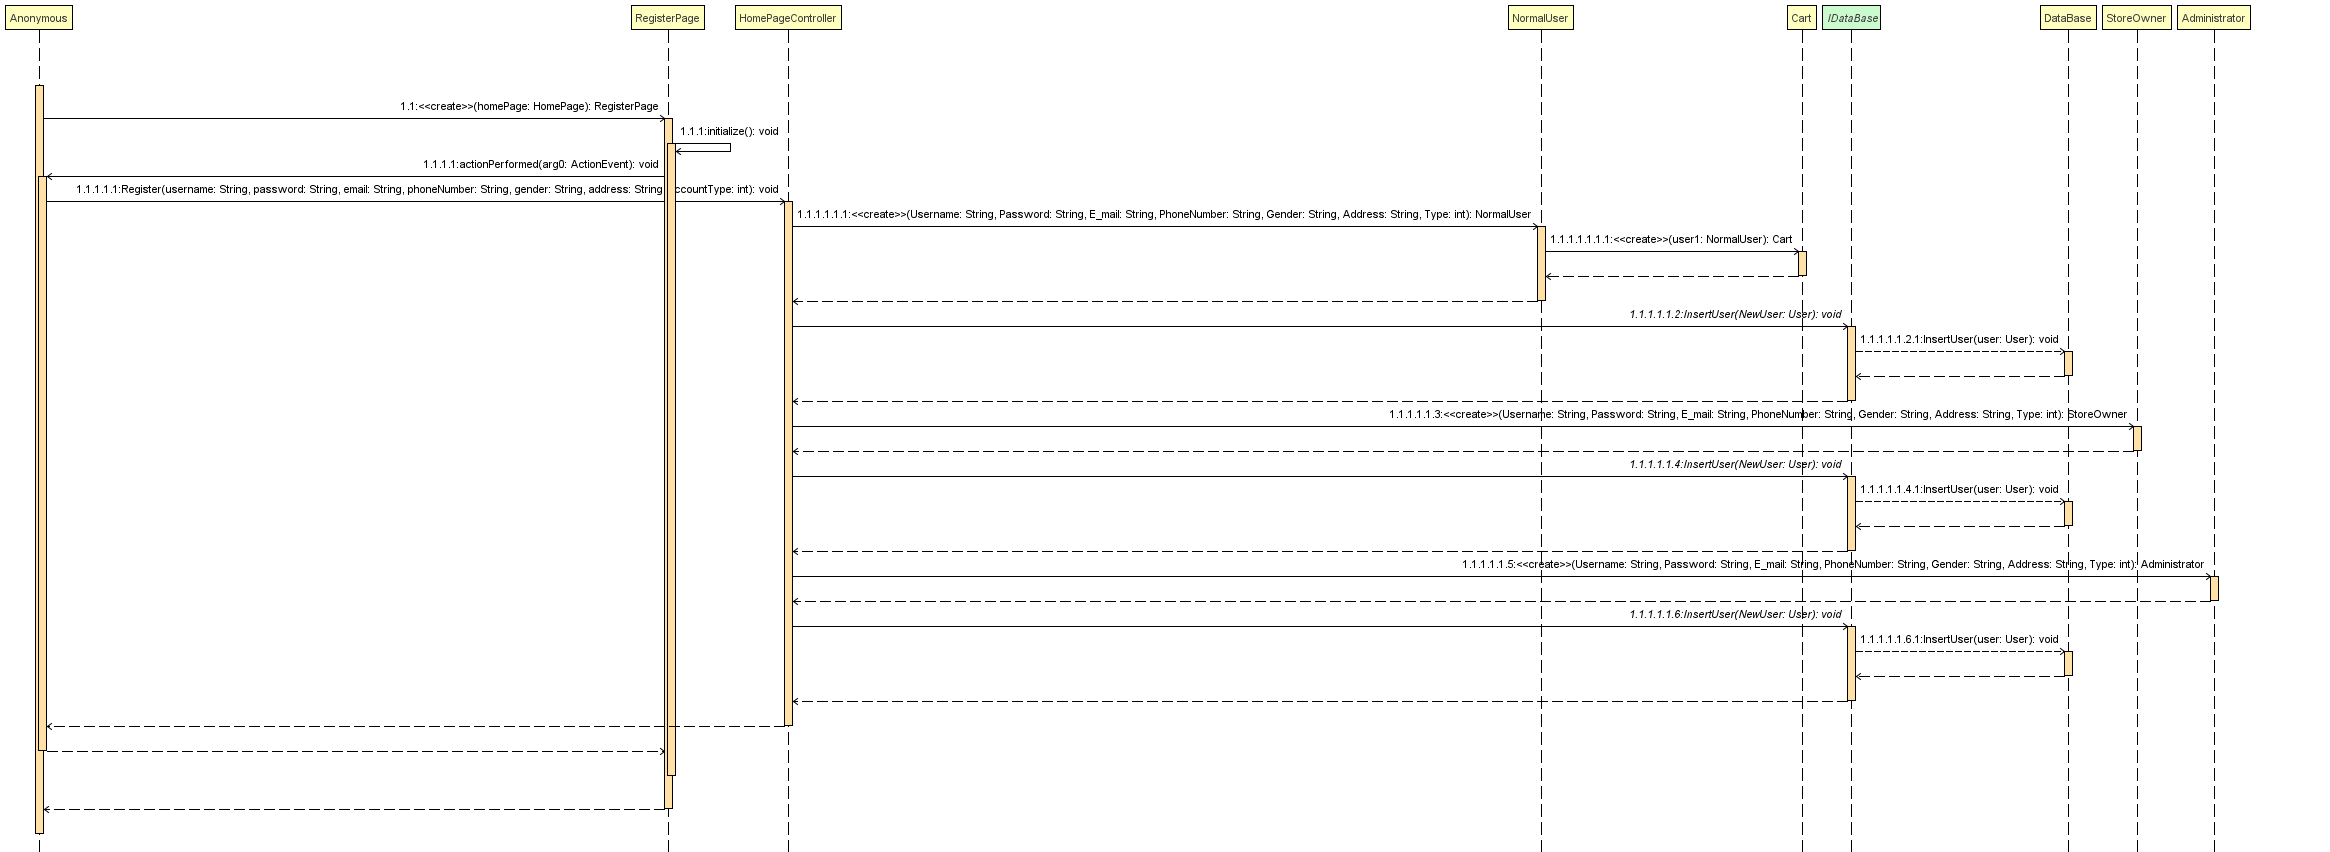 Anonymous
RegisterPage
HomePageController
NormalUser
Cart
IDataBase
DataBase
StoreOwner
Administrator
1.1:<<create>>(homePage: HomePage): RegisterPage
1.1.1:initialize(): void
1.1.1.1:actionPerformed(arg0: ActionEvent): void
1.1.1.1.1:Register(username: String, password: String, email: String, phoneNumber: String, gender: String, address: String ccountType: int): void
1.1.1.1.1.1:<<create>>(Username: String, Password: String, E_mail: String, PhoneNumber: String, Gender: String, Address: String, Type: int): NormalUser
1.1.1.1.1.1.1:<<create>>(user1: NormalUser): Cart
1.1.1.1.1.2:InsertUser(NewUser: User): void
1.1.1.1.1.2.1:InsertUser(user: User): void
1.1.1.1.1.3:<<create>>(Username: String, Password: String, E_mail: String, PhoneNumber: String, Gender: String, Address: String, Type: int): StoreOwner
1.1.1.1.1.4:InsertUser(NewUser: User): void
1.1.1.1.1.4.1:InsertUser(user: User): void
1.1.1.1.1.5:<<create>>(Username: String, Password: String, E_mail: String, PhoneNumber: String, Gender: String, Address: String, Type: int): Administrator
1.1.1.1.1.6:InsertUser(NewUser: User): void
1.1.1.1.1.6.1:InsertUser(user: User): void